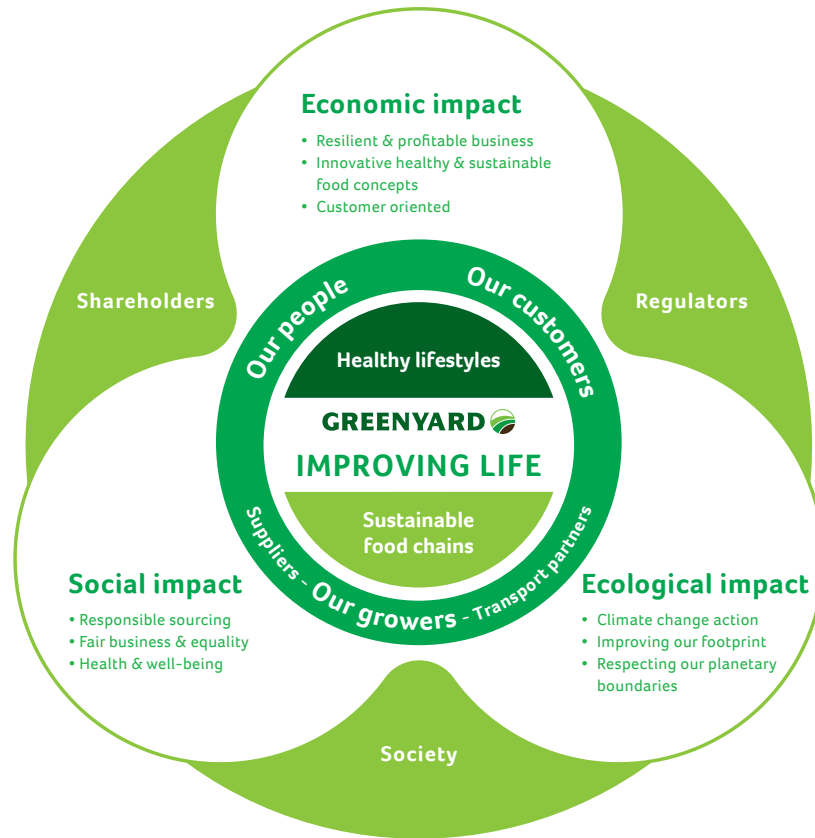 Economic impact
• Resilient & profitable business
• Innovative healthy & sustainable
food concepts
• Customer oriented
Shareholders
Regulators
Our people
Our customers
Healthy lifestyles
GREENYARD
IMPROVING LIFE
Sustainable
food chains
Suppliers - Our growers - Transport partners
Social impact
• Responsible sourcing
• Fair business & equality
• Health & well-being
Ecological impact
• Climate change action
• Improving our footprint
• Respecting our planetary
boundaries
Society